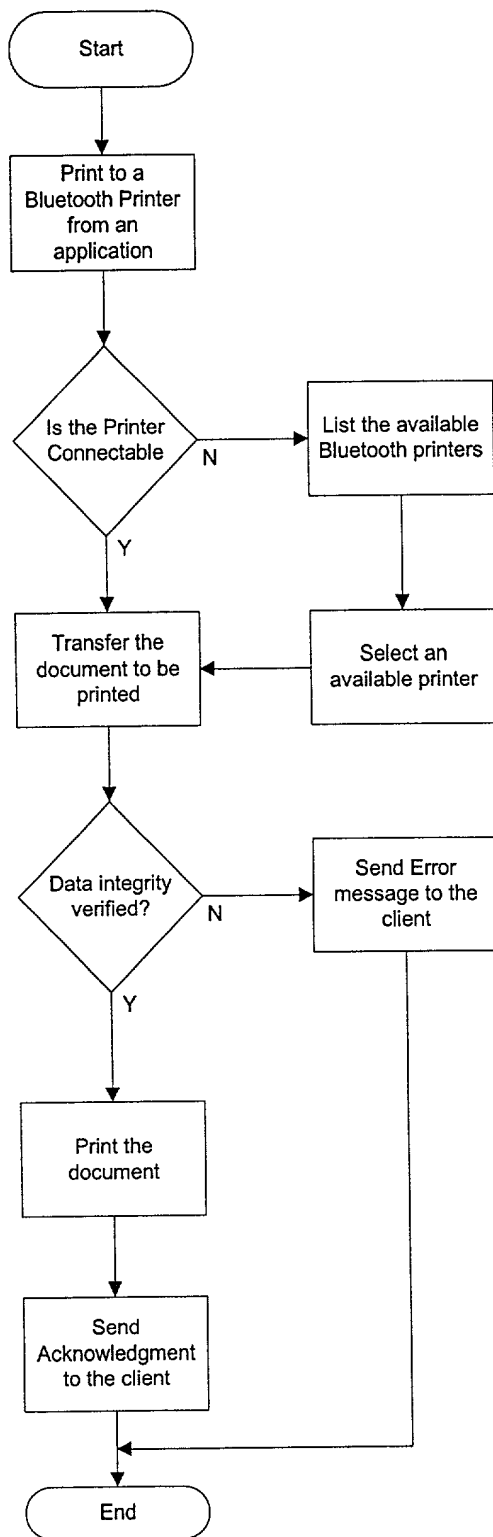 Start
Print to a
Bluetooth Printer
from an
application
Is the Printer
Connectable
N
List the available
Bluetooth printers
Y
Transfer the
document to be
printed
Select an
available printer
Data integrity
verified?
N
Send Error
message to the
client
Y
Print the
document
Send
Acknowledgment
to the client
End